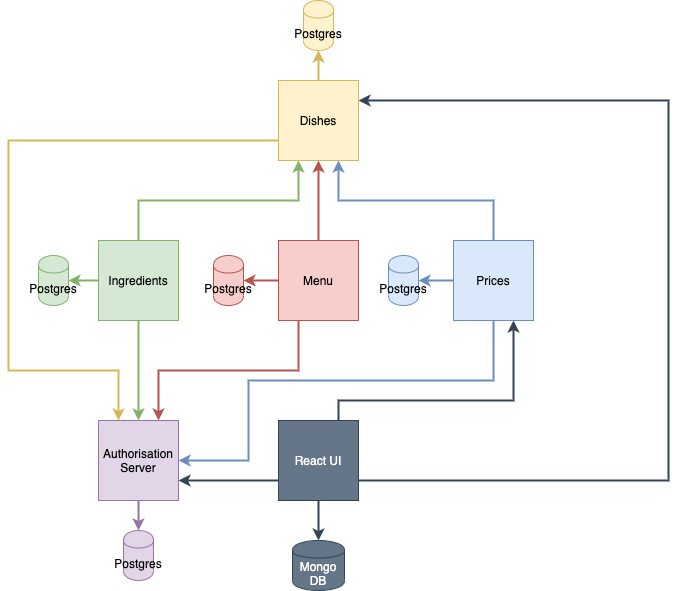 Postgres
Dishes
Postgres
Ingredients
Postgres
Menu
Postgres
Prices
Authorisation
Server
React UI
Postgres
Mongo
DB